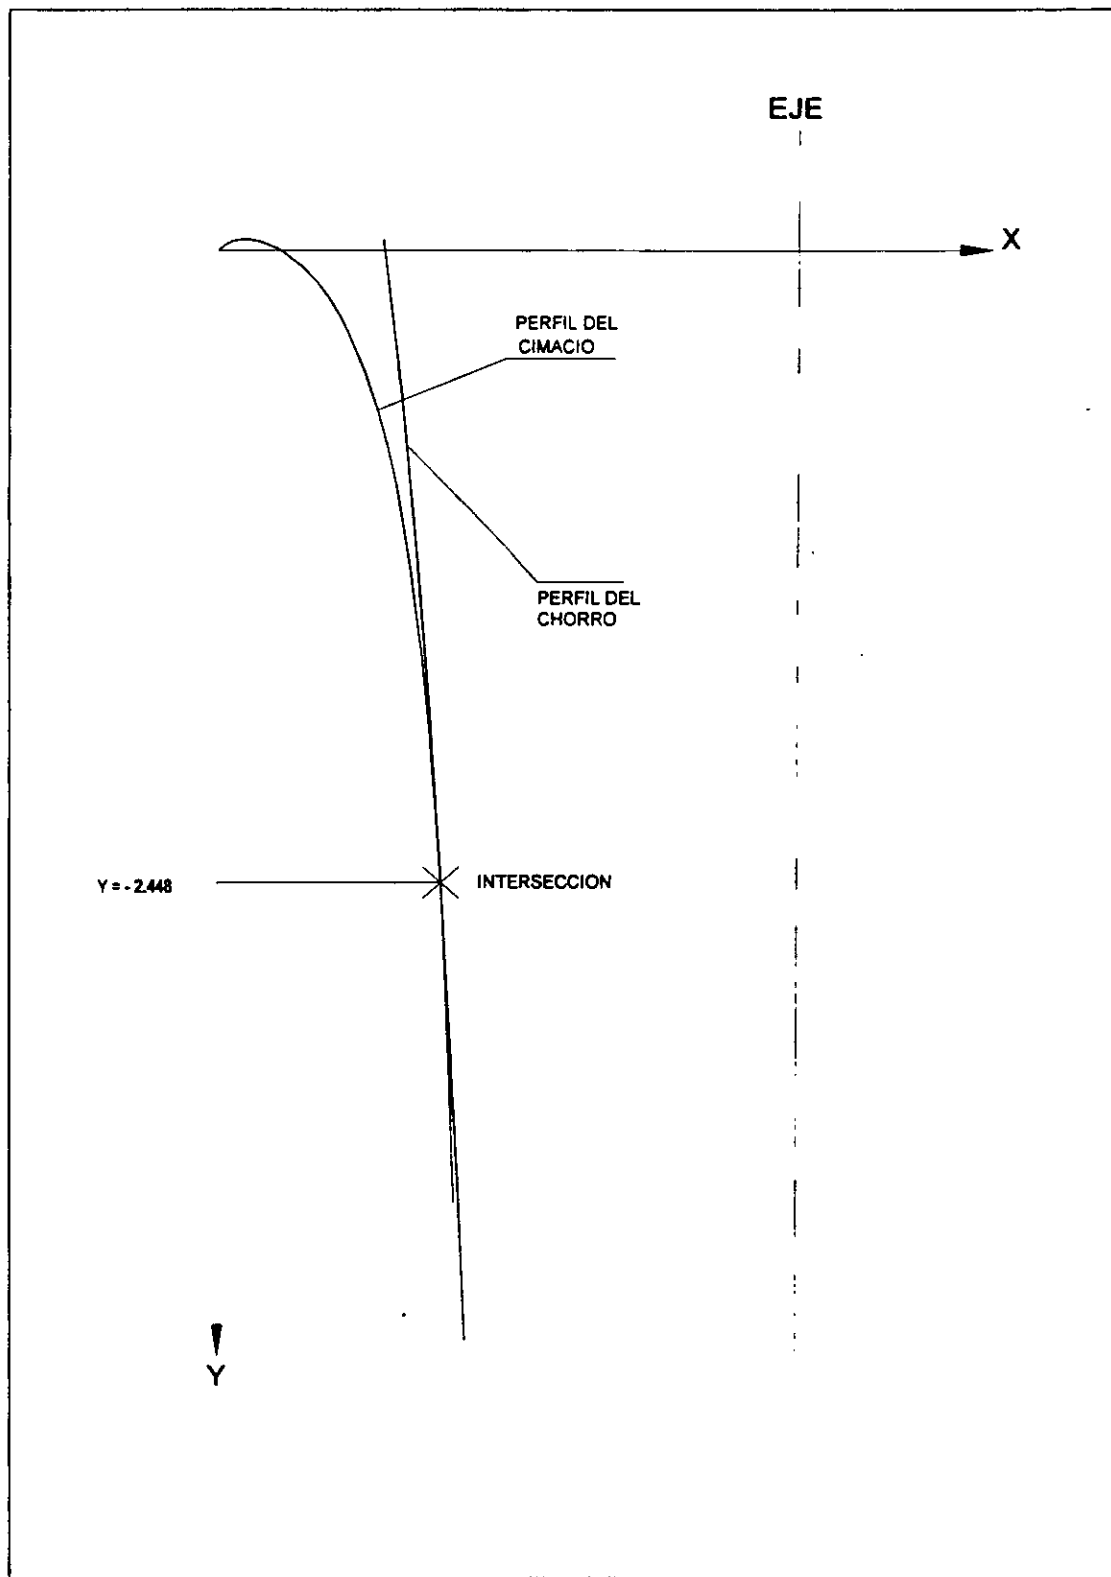 EJE
X
PERFIL DEL
CIMACIO
PERFIL DEL
CHORRO
Y = - 2.448
INTERSECCION
Y